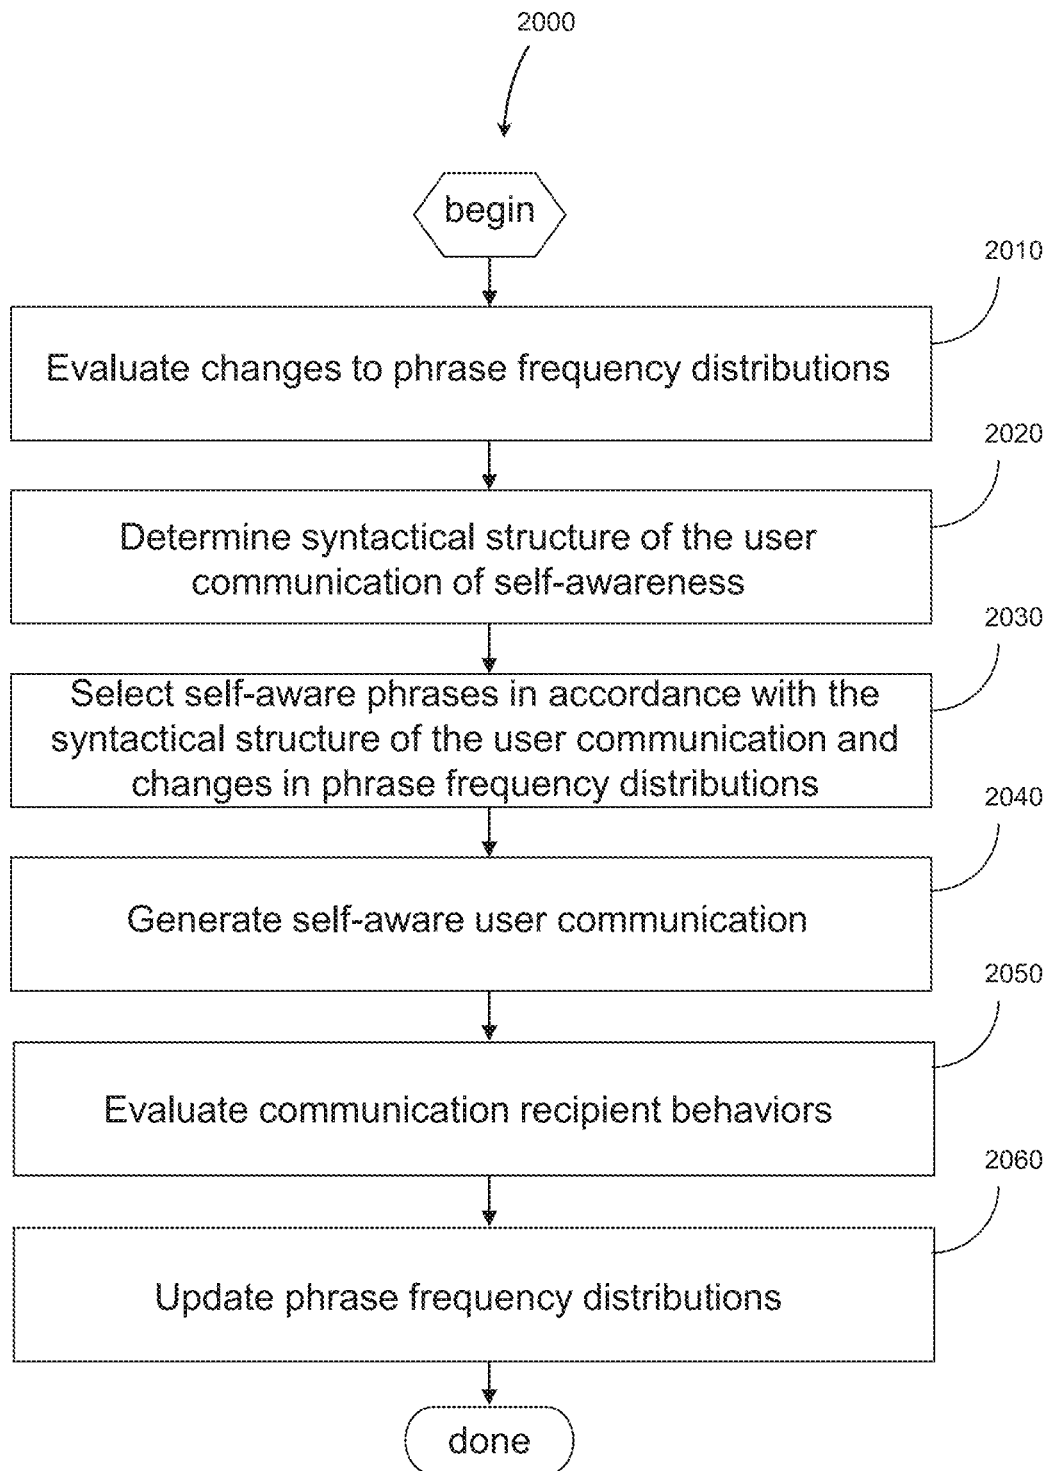 2000
begin
2010
Evaluate changes to phrase frequency distributions
2020
Determine syntactical structure of the user
communication of self-awareness
2030
Select self-aware phrases in accordance with the
syntactical structure of the user communication and
changes in phrase frequency distributions
2040
Generate self-aware user communication
2050
Evaluate communication recipient behaviors
2060
Update phrase frequency distributions
done